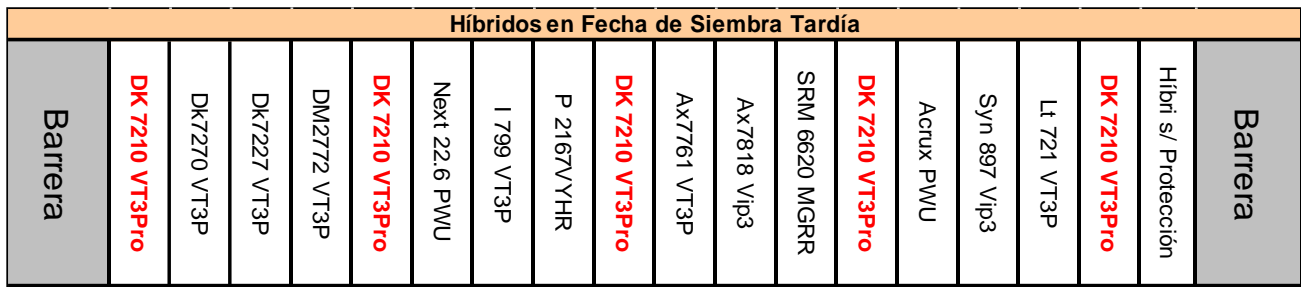 Híbridos en Fecha de Siembra Tardía
Barrera
DK 7210 VT3Pro
Dk7270 VT3P
Dk7227 VT3P
DM2772 VT3P
DK 7210 VT3Pro
Next 22.6 PWU
I 799 VT3P
P 2167VYHR
DK 7210 VT3Pro
Ax7761 VT3P
Ax7818 Vip3
SRM 6620 MGRR
DK 7210 VT3Pro
Acrux PWU
Syn 897 Vip3
Lt 721 VT3P
DK 7210 VT3Pro
Híbri s/ Protección
Barrera